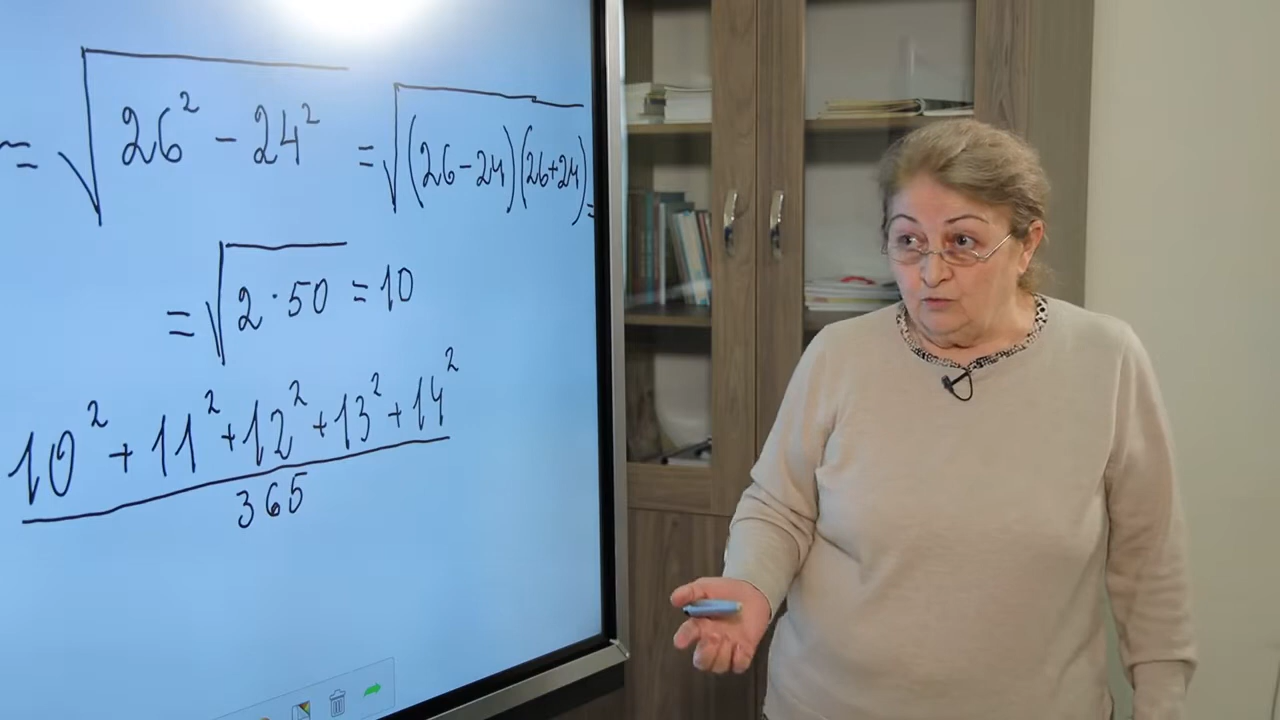 = √(26² - 24²) = √((26-24)(26+24)) =
= √(2·50) = 10
10² + 11² + 12² + 13² + 14²
365